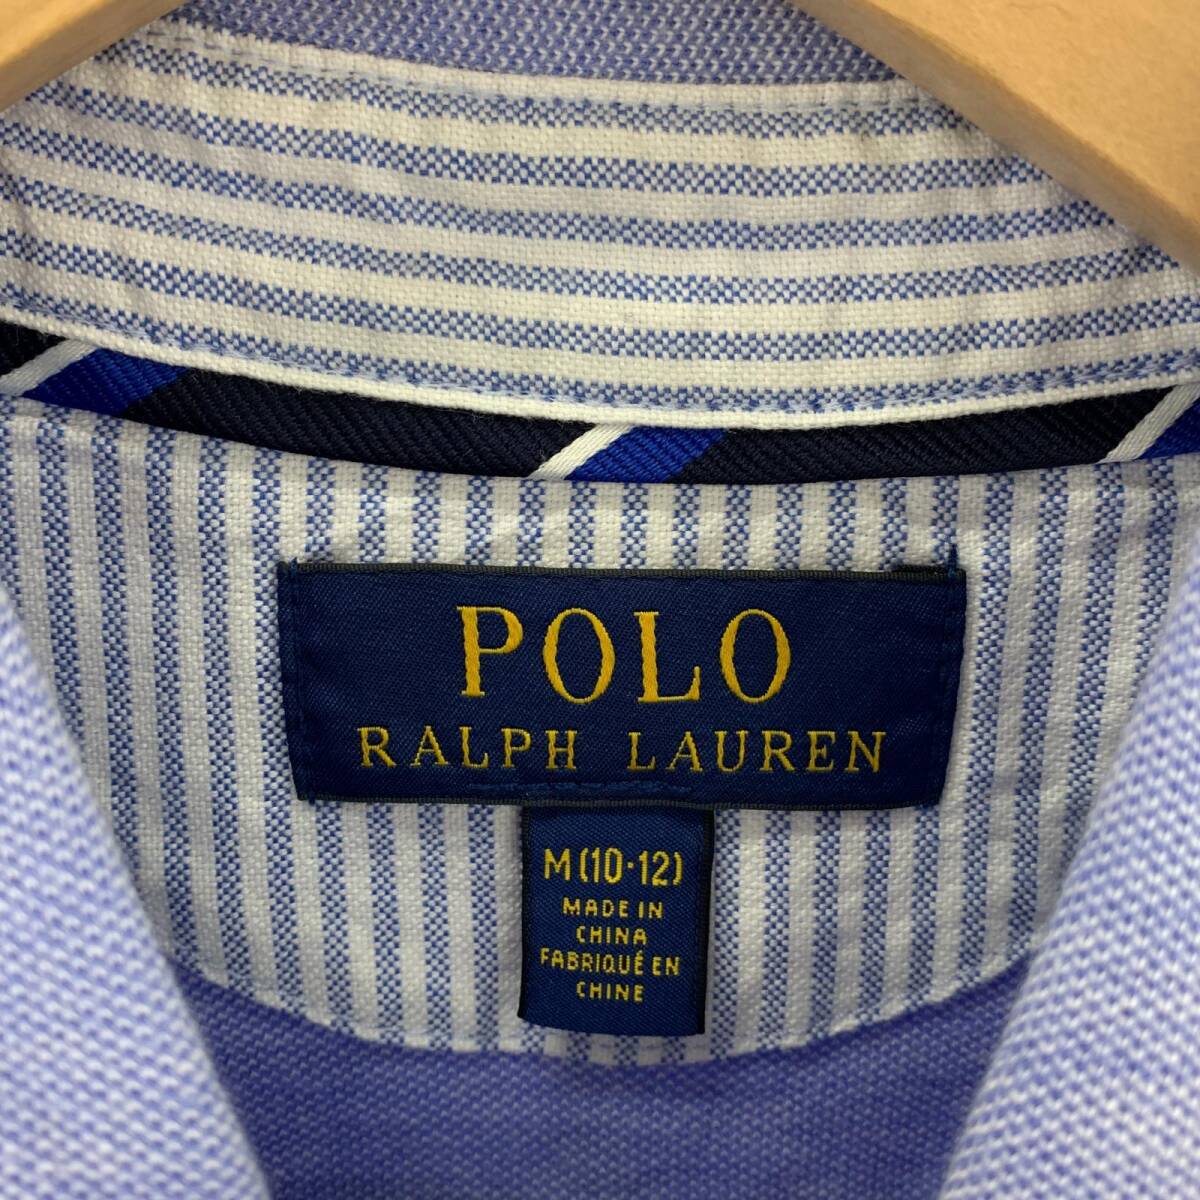 POLO
RALPH LAUREN
M(10·12)
MADE IN
CHINA
FABRIQUÉ EN
CHINE